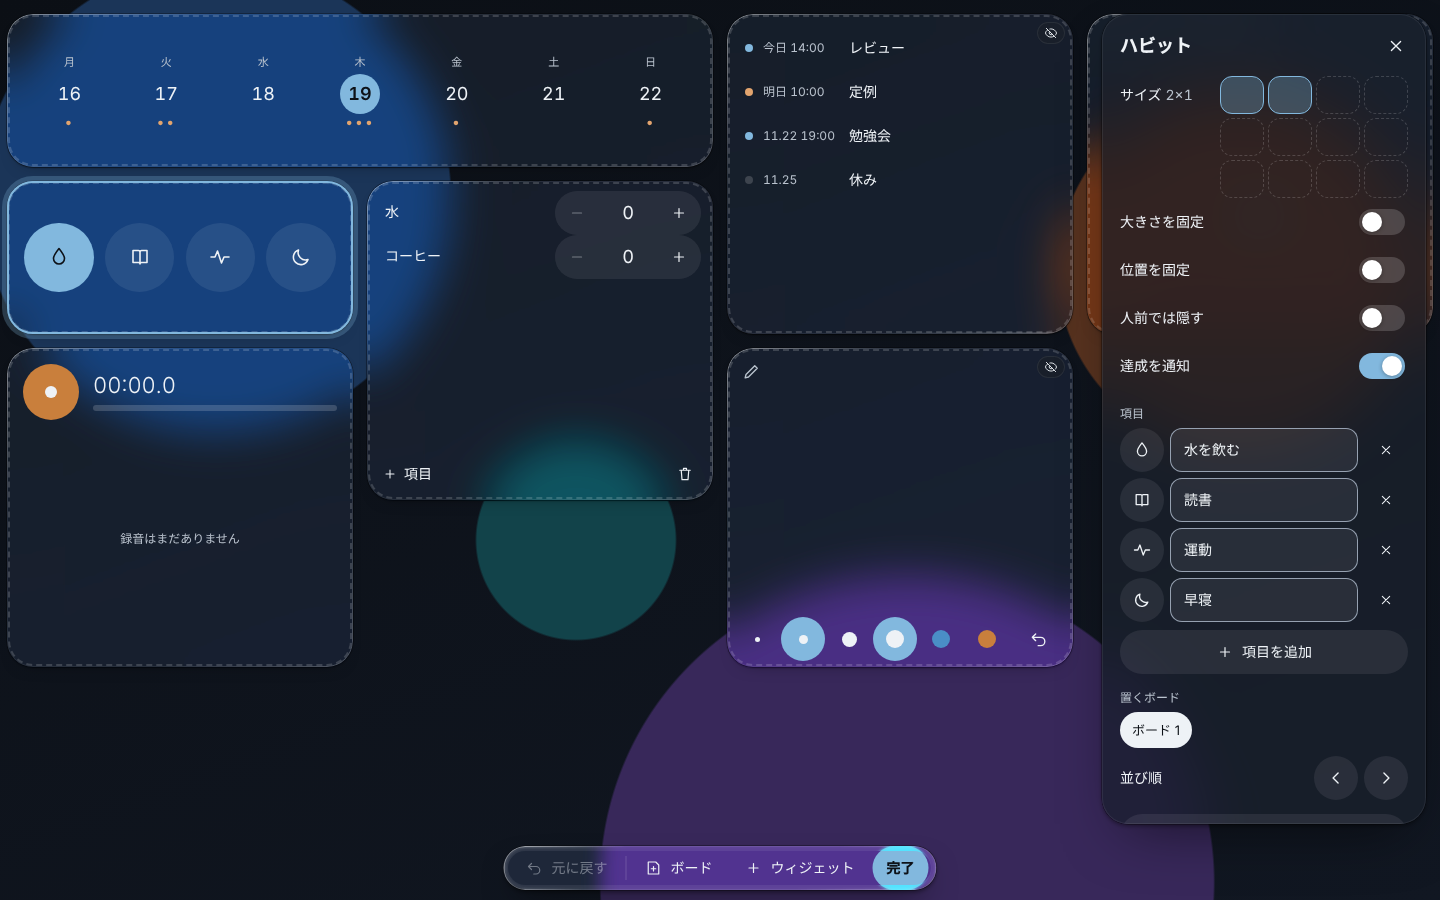 月 火 水 木 金 土 日
16 17 18 19 20 21 22
今日 14:00 レビュー
明日 10:00 定例
11.22 19:00 勉強会
11.25 休み
水 0
コーヒー 0
+ 項目
00:00.0
録音はまだありません
ハビット
サイズ 2×1
大きさを固定
位置を固定
人前では隠す
達成を通知
項目
水を飲む
読書
運動
早寝
+ 項目を追加
置くボード
ボード 1
並び順
元に戻す ボード + ウィジェット 完了